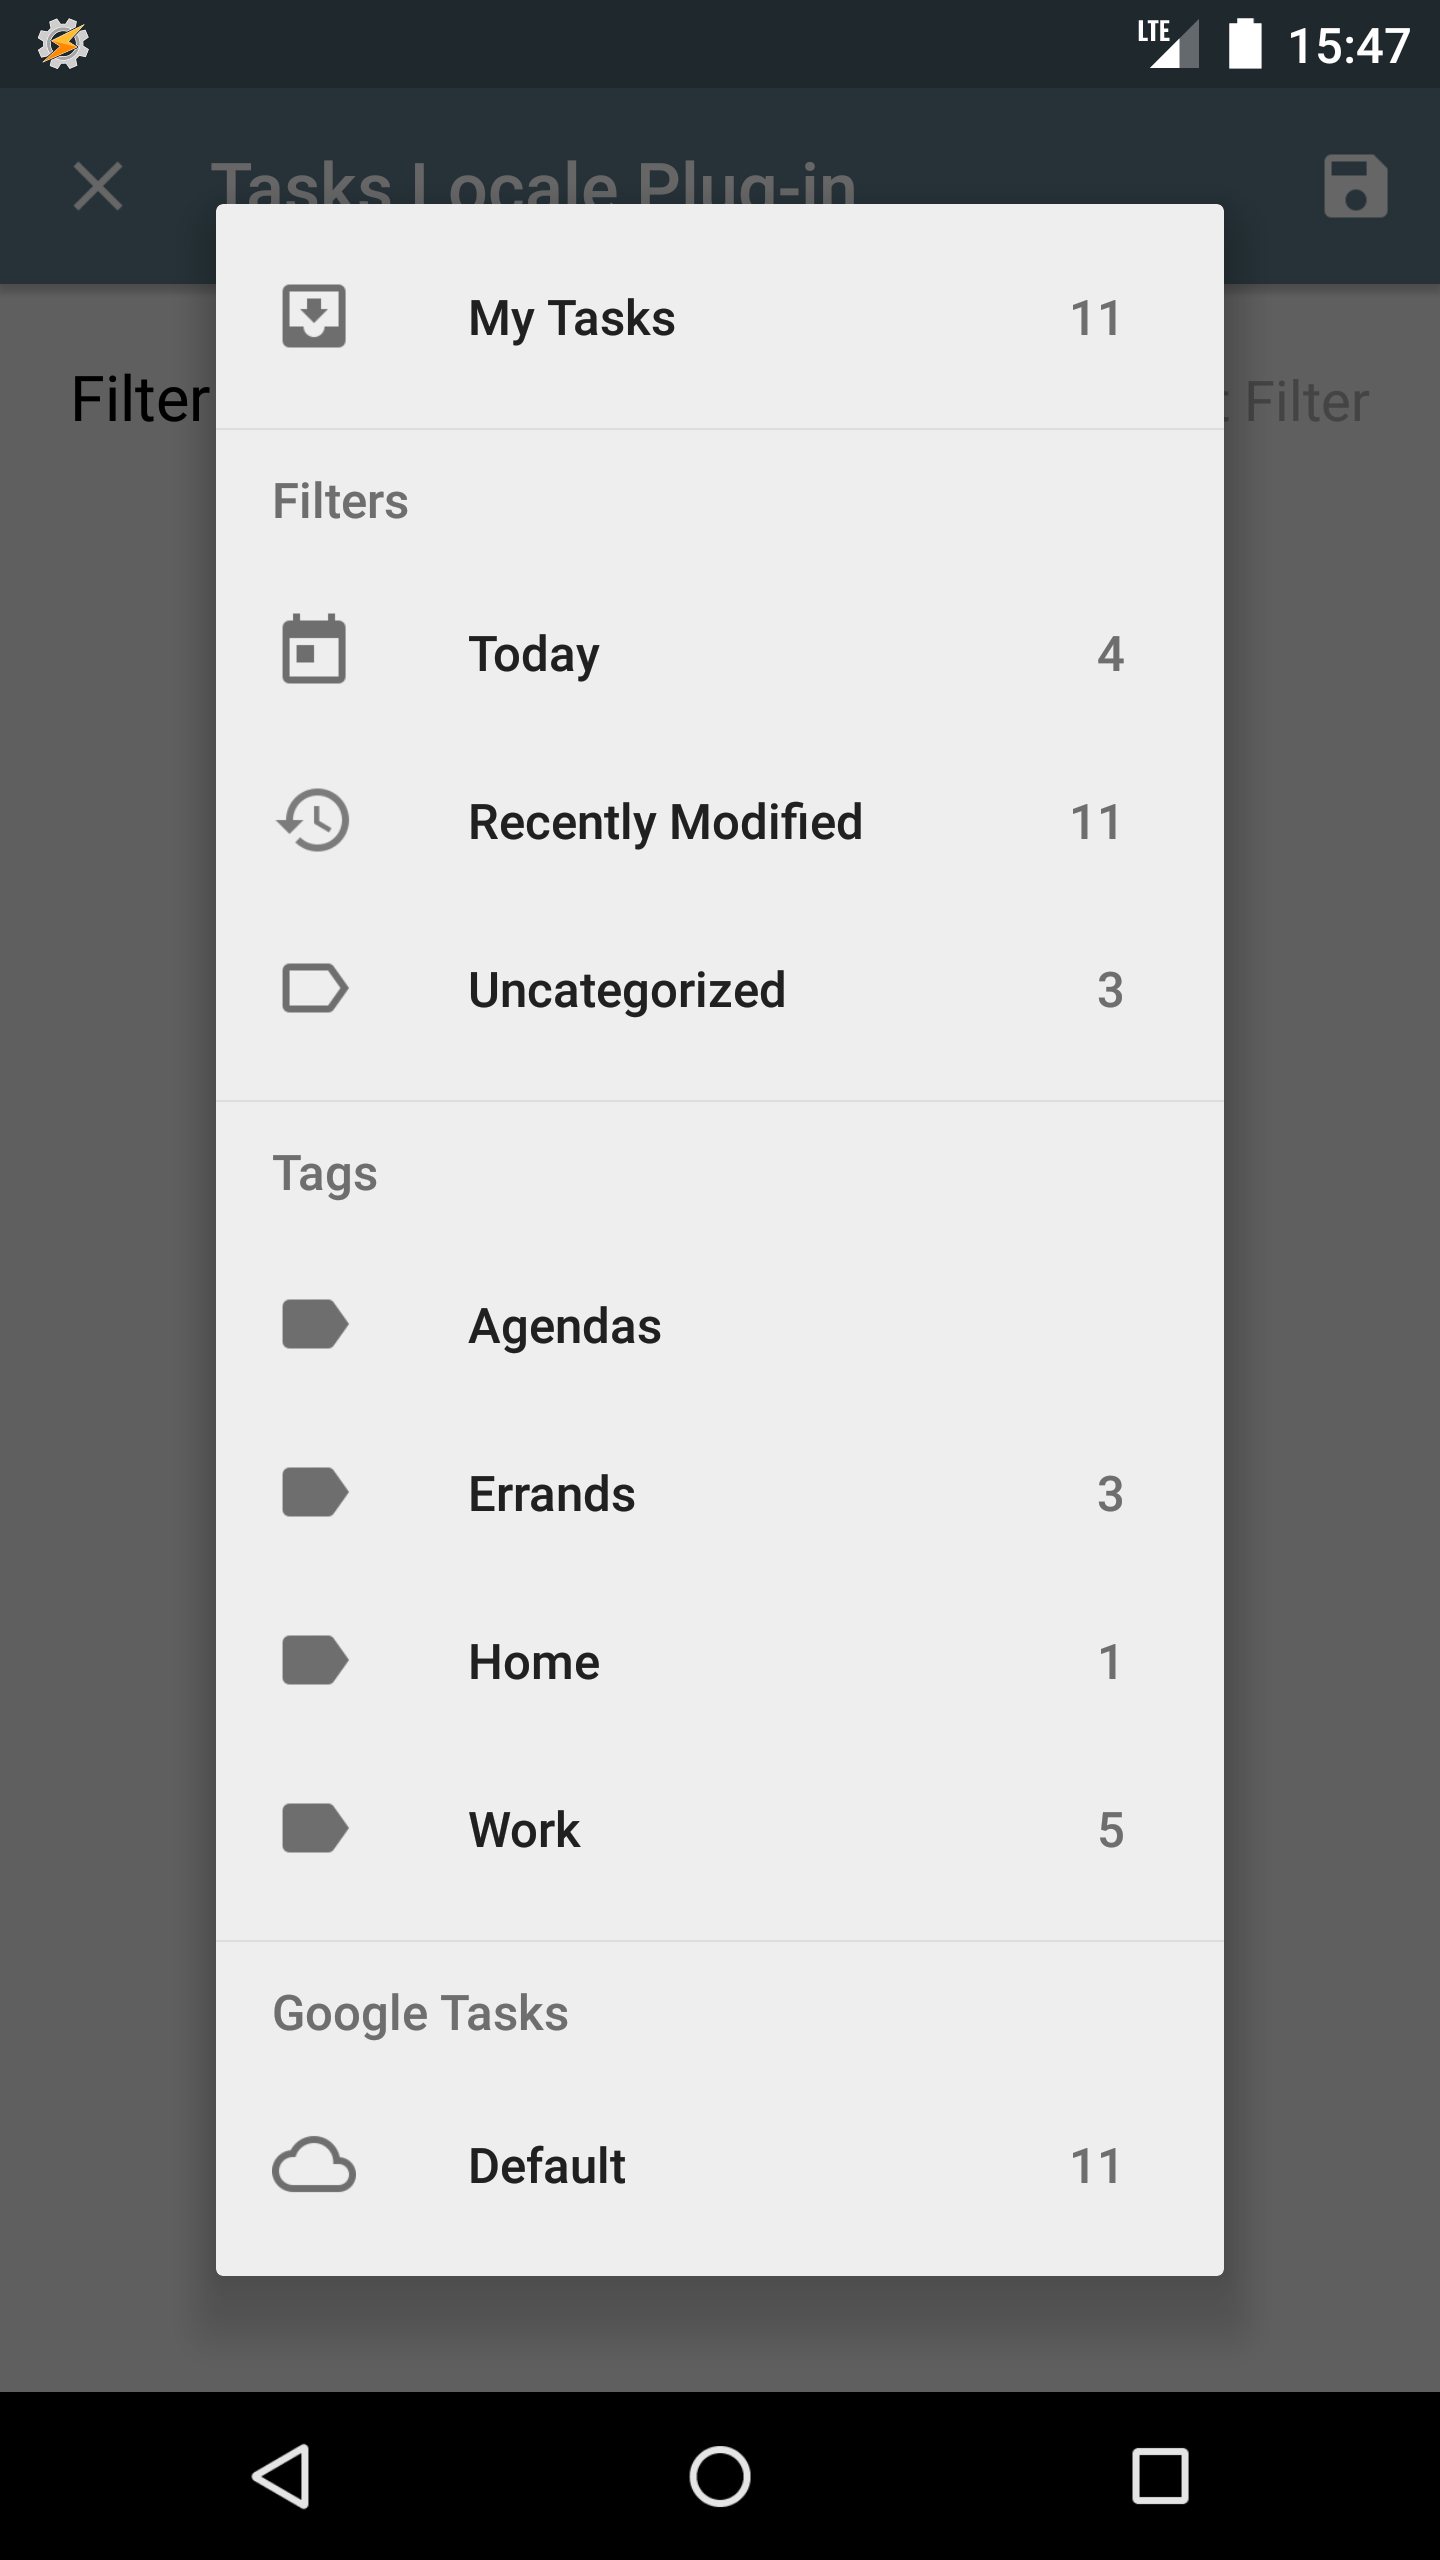 LTE 15:47
Tasks Locale Plug-in
My Tasks 11
Filter Filter
Filters
Today 4
Recently Modified 11
Uncategorized 3
Tags
Agendas
Errands 3
Home 1
Work 5
Google Tasks
Default 11